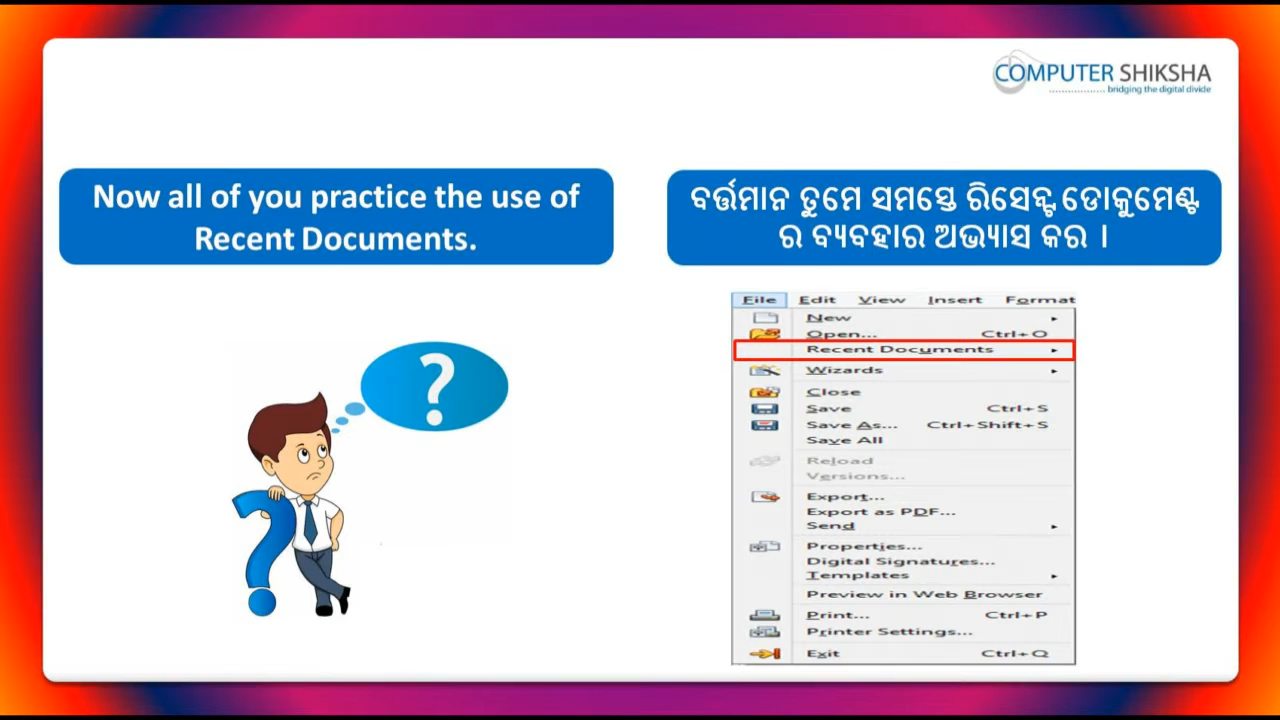 COMPUTER SHIKSHA
bridging the digital divide
Now all of you practice the use of
Recent Documents.
ବର୍ତ୍ତମାନ ତୁମେ ସମସ୍ତେ ରିସେନ୍ଟ୍ ଡୋକୁମେଣ୍ଟ
ର ବ୍ୟବହାର ଅଭ୍ୟାସ କର ।
?
File Edit View Insert Format
New
Open... Ctrl+O
Recent Documents
Wizards
Close
Save Ctrl+S
Save As... Ctrl+Shift+S
Save All
Reload
Versions...
Export...
Export as PDF...
Send
Properties...
Digital Signatures...
Templates
Preview in Web Browser
Print... Ctrl+P
Printer Settings...
Exit Ctrl+Q